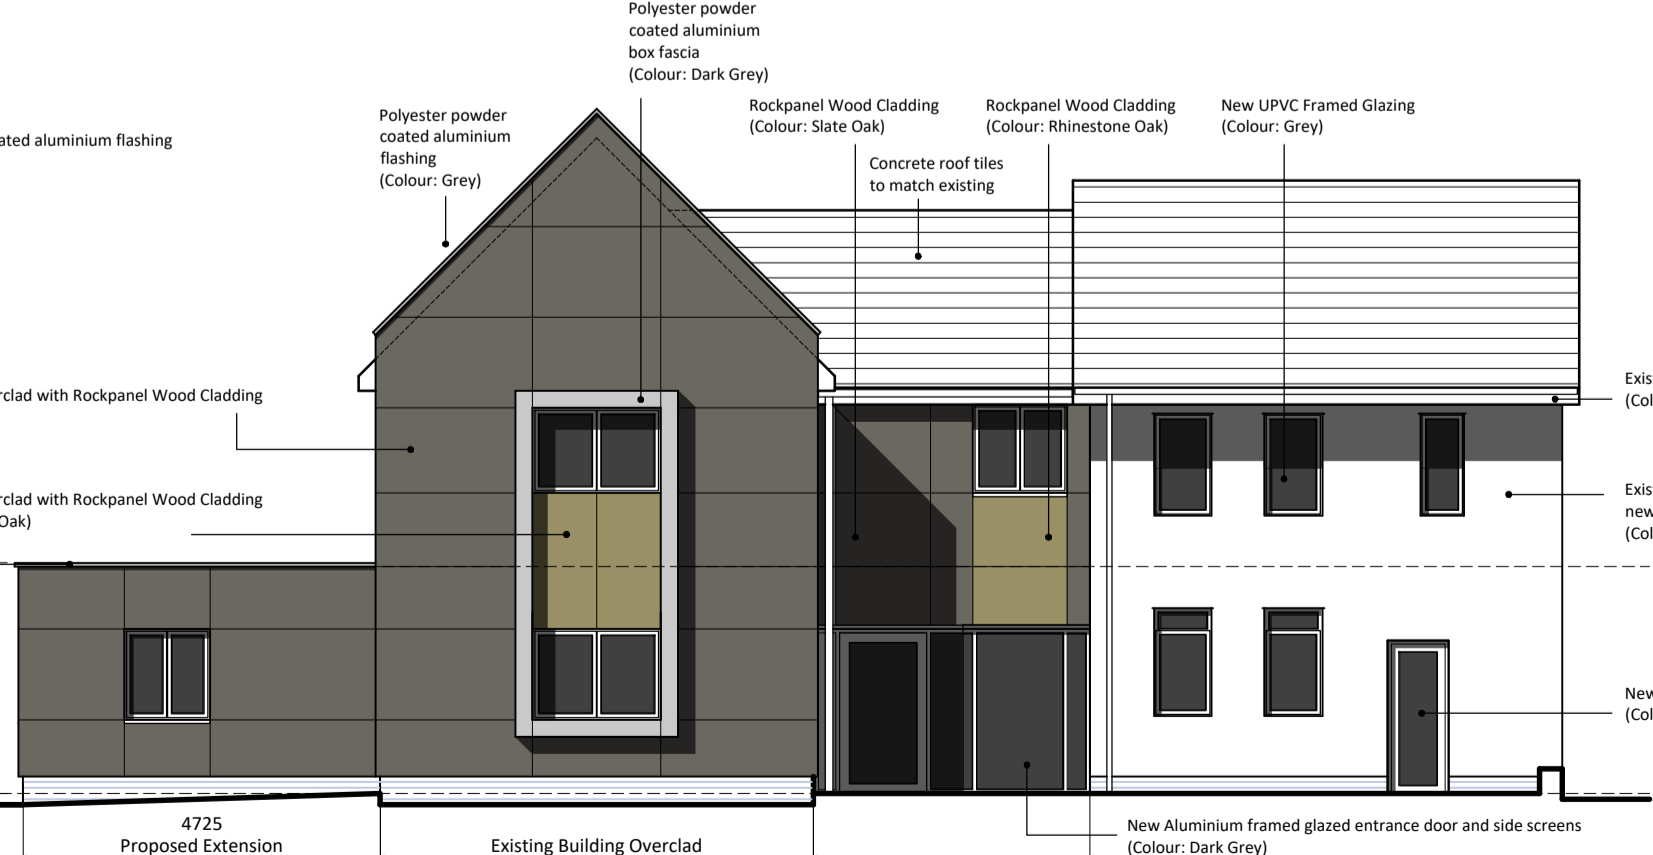 Polyester powder
coated aluminium
box fascia
(Colour: Dark Grey)
Polyester powder
coated aluminium
flashing
(Colour: Grey)
Rockpanel Wood Cladding
(Colour: Slate Oak)
Rockpanel Wood Cladding
(Colour: Rhinestone Oak)
New UPVC Framed Glazing
(Colour: Grey)
aluminium flashing
Concrete roof tiles
to match existing
with Rockpanel Wood Cladding
with Rockpanel Wood Cladding
Oak)
New Aluminium framed glazed entrance door and side screens
(Colour: Dark Grey)
4725
Proposed Extension
Existing Building Overclad